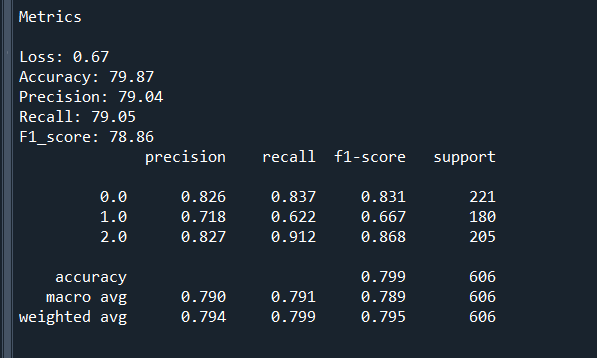 Metrics
Loss: 0.67
Accuracy: 79.87
Precision: 79.04
Recall: 79.05
F1_score: 78.86
precision recall f1-score support
0.0 0.826 0.837 0.831 221
1.0 0.718 0.622 0.667 180
2.0 0.827 0.912 0.868 205
accuracy 0.799 606
macro avg 0.790 0.791 0.789 606
weighted avg 0.794 0.799 0.795 606